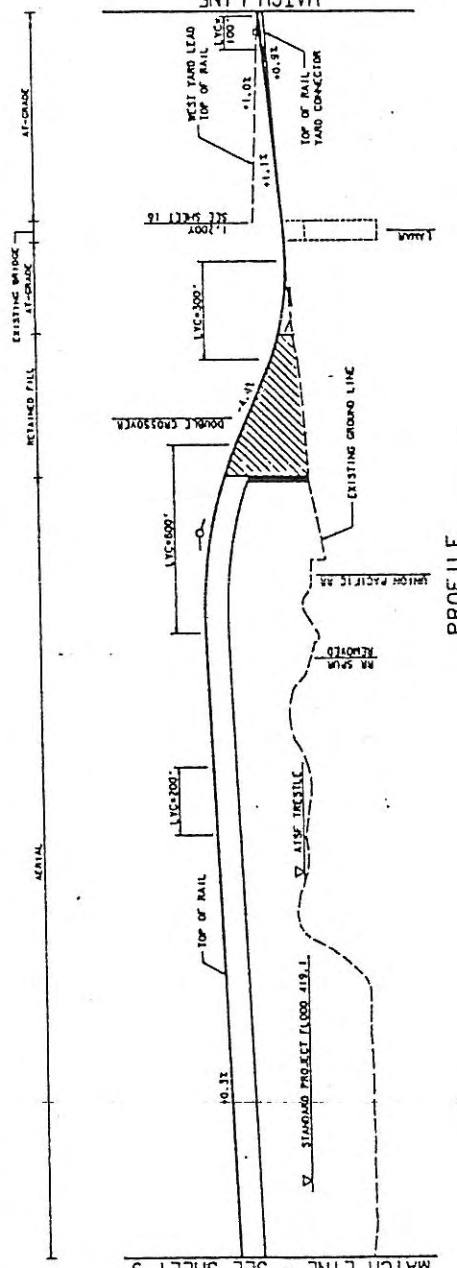 MATCH LINE
AT-GRADE
EXISTING BRIDGE
AT-GRADE
RETAINED FILL
AERIAL
LVC=
100'
WEST YARD LEAD
TOP OF RAIL
+1.0%
+0.9%
TOP OF RAIL
YARD CONNECTOR
+1.1%
1,200'±
SEE SHEET 16
LAMAR
LVC=300'
-4.4%
DOUBLE CROSSOVER
EXISTING GROUND LINE
LVC=600'
UNION PACIFIC RR
RR SPUR
REMOVED
LVC=200'
TOP OF RAIL
ATSF TRESTLE
+0.3%
STANDARD PROJECT FLOOD 419.1
PROFILE
MATCH LINE - SEE SHEET